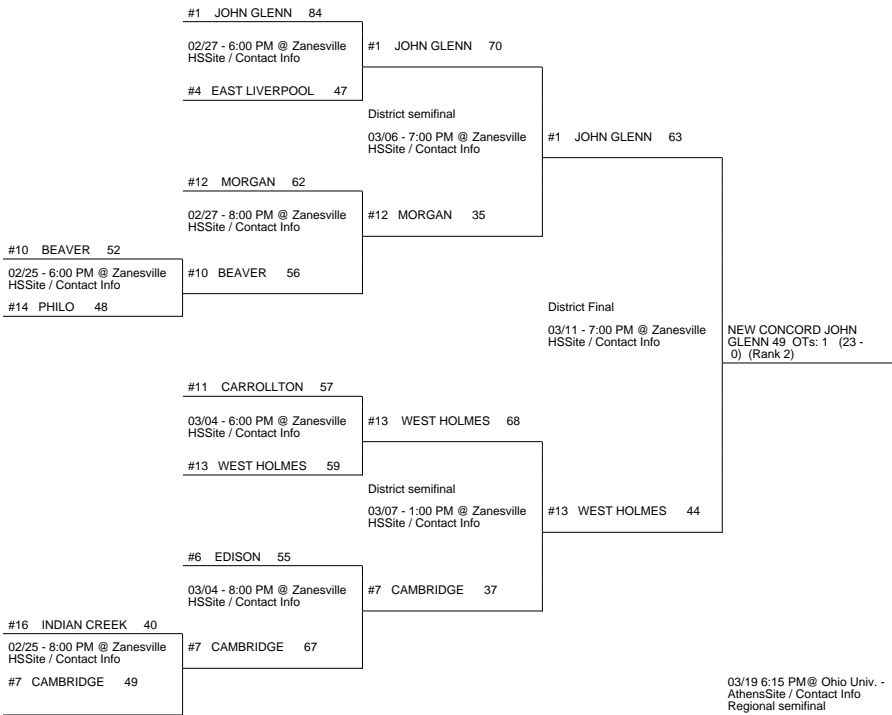 #1 JOHN GLENN 84
02/27 - 6:00 PM @ Zanesville
HSSite / Contact Info
#4 EAST LIVERPOOL 47
#1 JOHN GLENN 70
District semifinal
03/06 - 7:00 PM @ Zanesville
HSSite / Contact Info
#1 JOHN GLENN 63
#12 MORGAN 62
02/27 - 8:00 PM @ Zanesville
HSSite / Contact Info
#12 MORGAN 35
#10 BEAVER 52
02/25 - 6:00 PM @ Zanesville
HSSite / Contact Info
#14 PHILO 48
#10 BEAVER 56
District Final
03/11 - 7:00 PM @ Zanesville
HSSite / Contact Info
NEW CONCORD JOHN
GLENN 49 OTs: 1 (23 -
0) (Rank 2)
#11 CARROLLTON 57
03/04 - 6:00 PM @ Zanesville
HSSite / Contact Info
#13 WEST HOLMES 59
#13 WEST HOLMES 68
District semifinal
03/07 - 1:00 PM @ Zanesville
HSSite / Contact Info
#13 WEST HOLMES 44
#6 EDISON 55
03/04 - 8:00 PM @ Zanesville
HSSite / Contact Info
#7 CAMBRIDGE 37
#16 INDIAN CREEK 40
02/25 - 8:00 PM @ Zanesville
HSSite / Contact Info
#7 CAMBRIDGE 49
#7 CAMBRIDGE 67
03/19 6:15 PM@ Ohio Univ. -
AthensSite / Contact Info
Regional semifinal